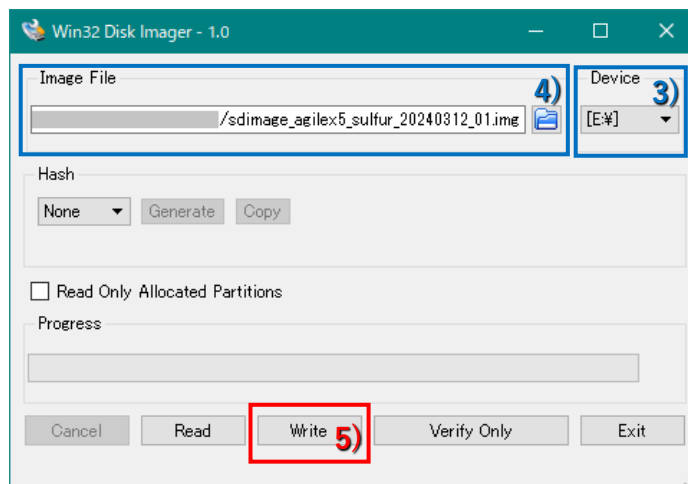 Win32 Disk Imager - 1.0
Image File
4)
Device
3)
/sdimage_agilex5_sulfur_20240312_01.img
[E:¥]
Hash
None
Generate
Copy
Read Only Allocated Partitions
Progress
Cancel
Read
Write
5)
Verify Only
Exit